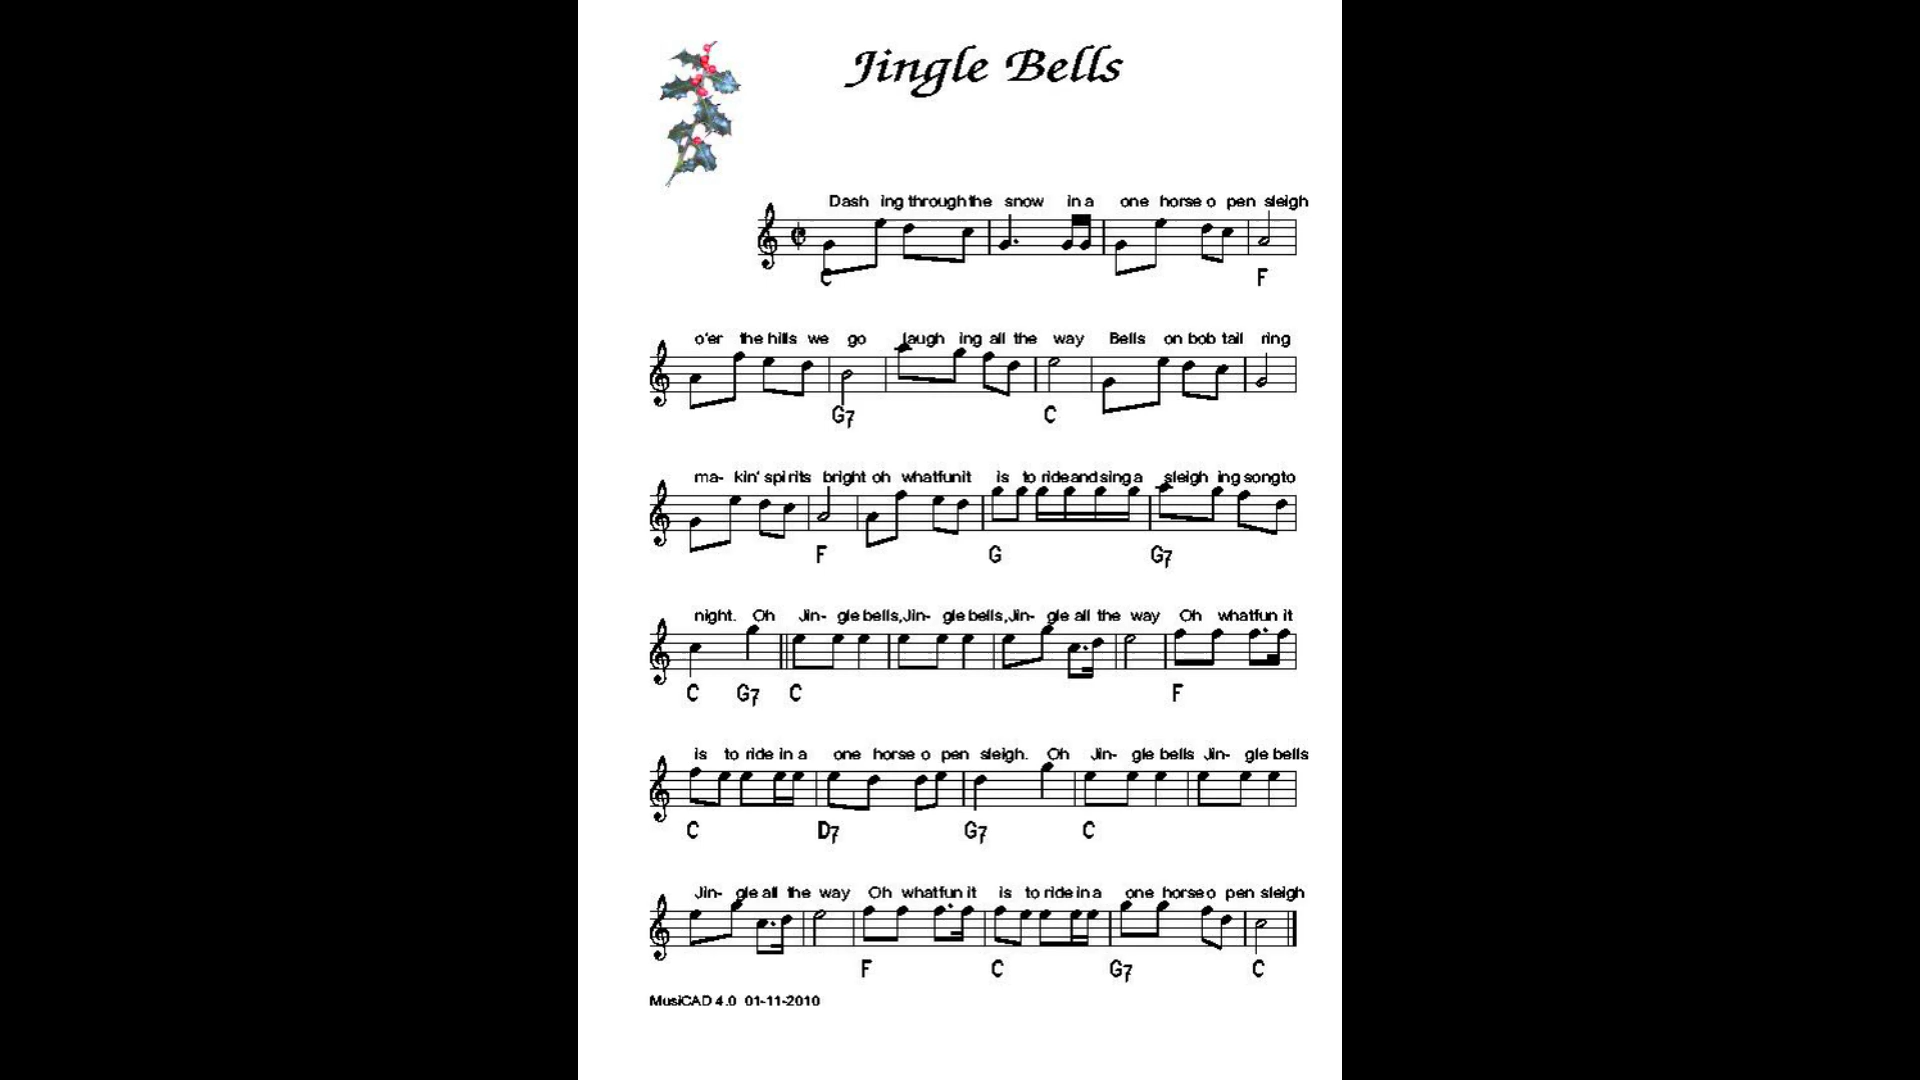 Jingle Bells
Dash ing through the snow in a one horse o pen sleigh
C F
o'er the hills we go laugh ing all the way Bells on bob tail ring
G7 C
ma- kin' spi rits bright oh what fun it is to ride and sing a sleigh ing song to
F G G7
night. Oh Jin- gle bells, Jin- gle bells, Jin- gle all the way Oh what fun it
C G7 C F
is to ride in a one horse o pen sleigh. Oh Jin- gle bells Jin- gle bells
C D7 G7 C
Jin- gle all the way Oh what fun it is to ride in a one horse o pen sleigh
F C G7 C
MusiCAD 4.0 01-11-2010